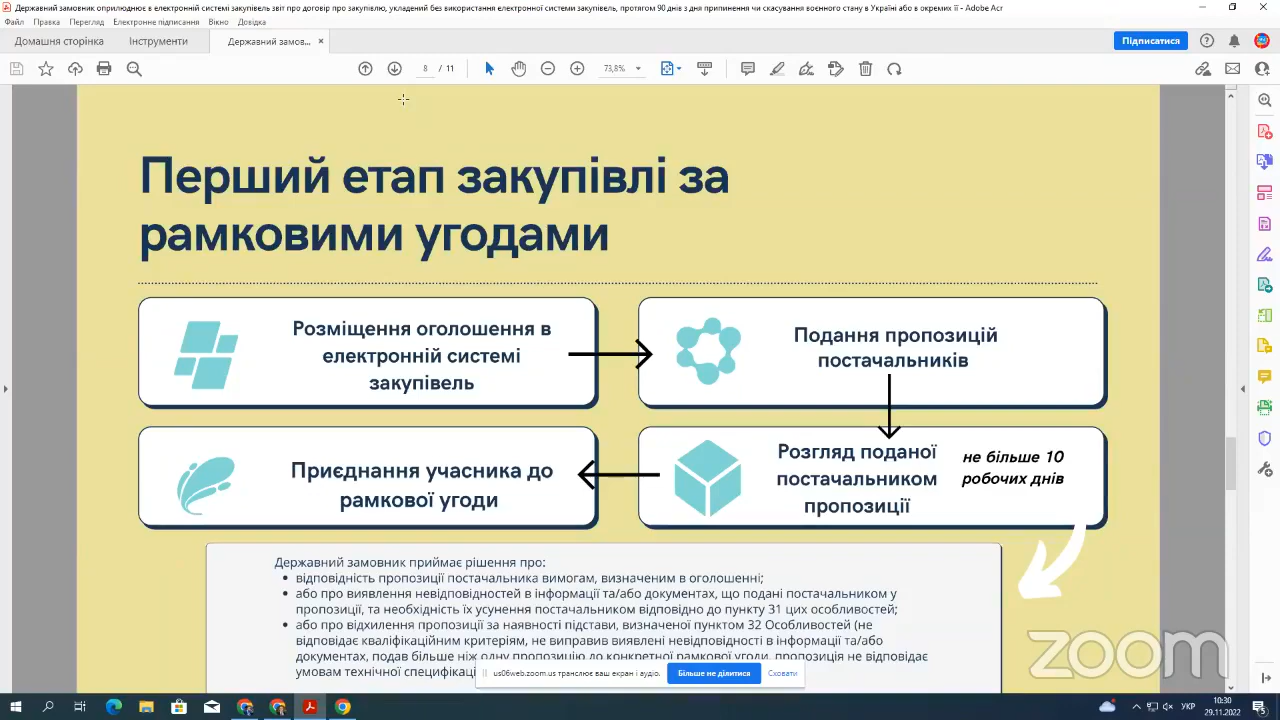 Державний замовник оприлюднює в електронній системі закупівель звіт про договір про закупівлю, укладений без використання електронної системи закупівель, протягом 90 днів з дня припинення чи скасування воєнного стану в Україні або в окремих її - Adobe Acr
Файл Правка Перегляд Електронне підписання Вікно Довідка
Домашня сторінка Інструменти Державний замов... × Підписатися
8 / 11 73,8%
Перший етап закупівлі за
рамковими угодами
Розміщення оголошення в
електронній системі
закупівель
Подання пропозицій
постачальників
Приєднання учасника до
рамкової угоди
Розгляд поданої
постачальником
пропозиції
не більше 10
робочих днів
Державний замовник приймає рішення про:
• відповідність пропозиції постачальника вимогам, визначеним в оголошенні;
• або про виявлення невідповідностей в інформації та/або документах, що подані постачальником у
пропозиції, та необхідність їх усунення постачальником відповідно до пункту 31 цих особливостей;
• або про відхилення пропозиції за наявності підстави, визначеної пунктом 32 Особливостей (не
відповідає кваліфікаційним критеріям, не виправив виявлені невідповідності в інформації та/або
документах, подав більше ніж одну пропозицію до конкретної рамкової угоди, пропозиція не відповідає
умовам технічної специфікації
us06web.zoom.us транслює ваш екран і аудіо. Більше не ділитися Сховати
zoom
УКР
10:30
29.11.2022
5